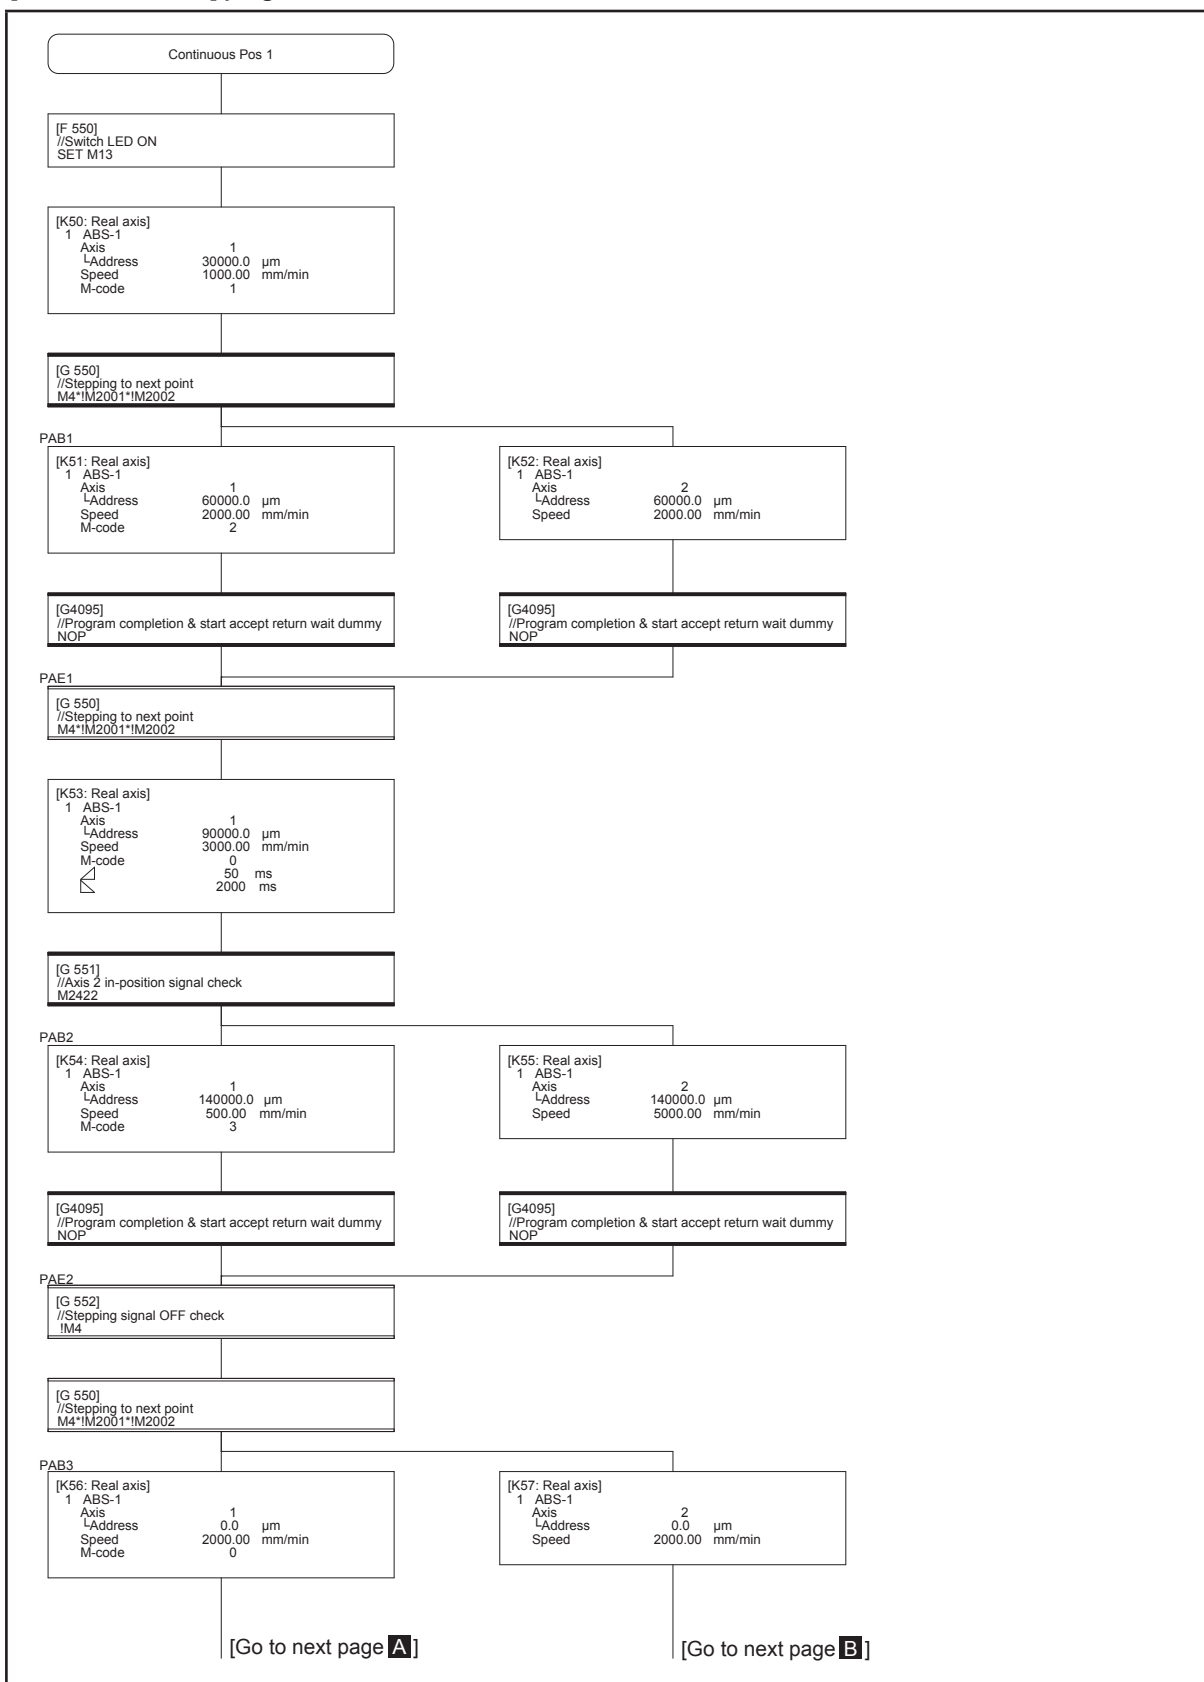 Continuous Pos 1
[F 550]
//Switch LED ON
SET M13
[K50: Real axis]
1 ABS-1
Axis 1
└Address 30000.0 µm
Speed 1000.00 mm/min
M-code 1
[G 550]
//Stepping to next point
M4*!M2001*!M2002
PAB1
[K51: Real axis]
1 ABS-1
Axis 1
└Address 60000.0 µm
Speed 2000.00 mm/min
M-code 2
[K52: Real axis]
1 ABS-1
Axis 2
└Address 60000.0 µm
Speed 2000.00 mm/min
[G4095]
//Program completion & start accept return wait dummy
NOP
[G4095]
//Program completion & start accept return wait dummy
NOP
PAE1
[G 550]
//Stepping to next point
M4*!M2001*!M2002
[K53: Real axis]
1 ABS-1
Axis 1
└Address 90000.0 µm
Speed 3000.00 mm/min
M-code 0
50 ms
2000 ms
[G 551]
//Axis 2 in-position signal check
M2422
PAB2
[K54: Real axis]
1 ABS-1
Axis 1
└Address 140000.0 µm
Speed 500.00 mm/min
M-code 3
[K55: Real axis]
1 ABS-1
Axis 2
└Address 140000.0 µm
Speed 5000.00 mm/min
[G4095]
//Program completion & start accept return wait dummy
NOP
[G4095]
//Program completion & start accept return wait dummy
NOP
PAE2
[G 552]
//Stepping signal OFF check
!M4
[G 550]
//Stepping to next point
M4*!M2001*!M2002
PAB3
[K56: Real axis]
1 ABS-1
Axis 1
└Address 0.0 µm
Speed 2000.00 mm/min
M-code 0
[K57: Real axis]
1 ABS-1
Axis 2
└Address 0.0 µm
Speed 2000.00 mm/min
[Go to next page A]
[Go to next page B]